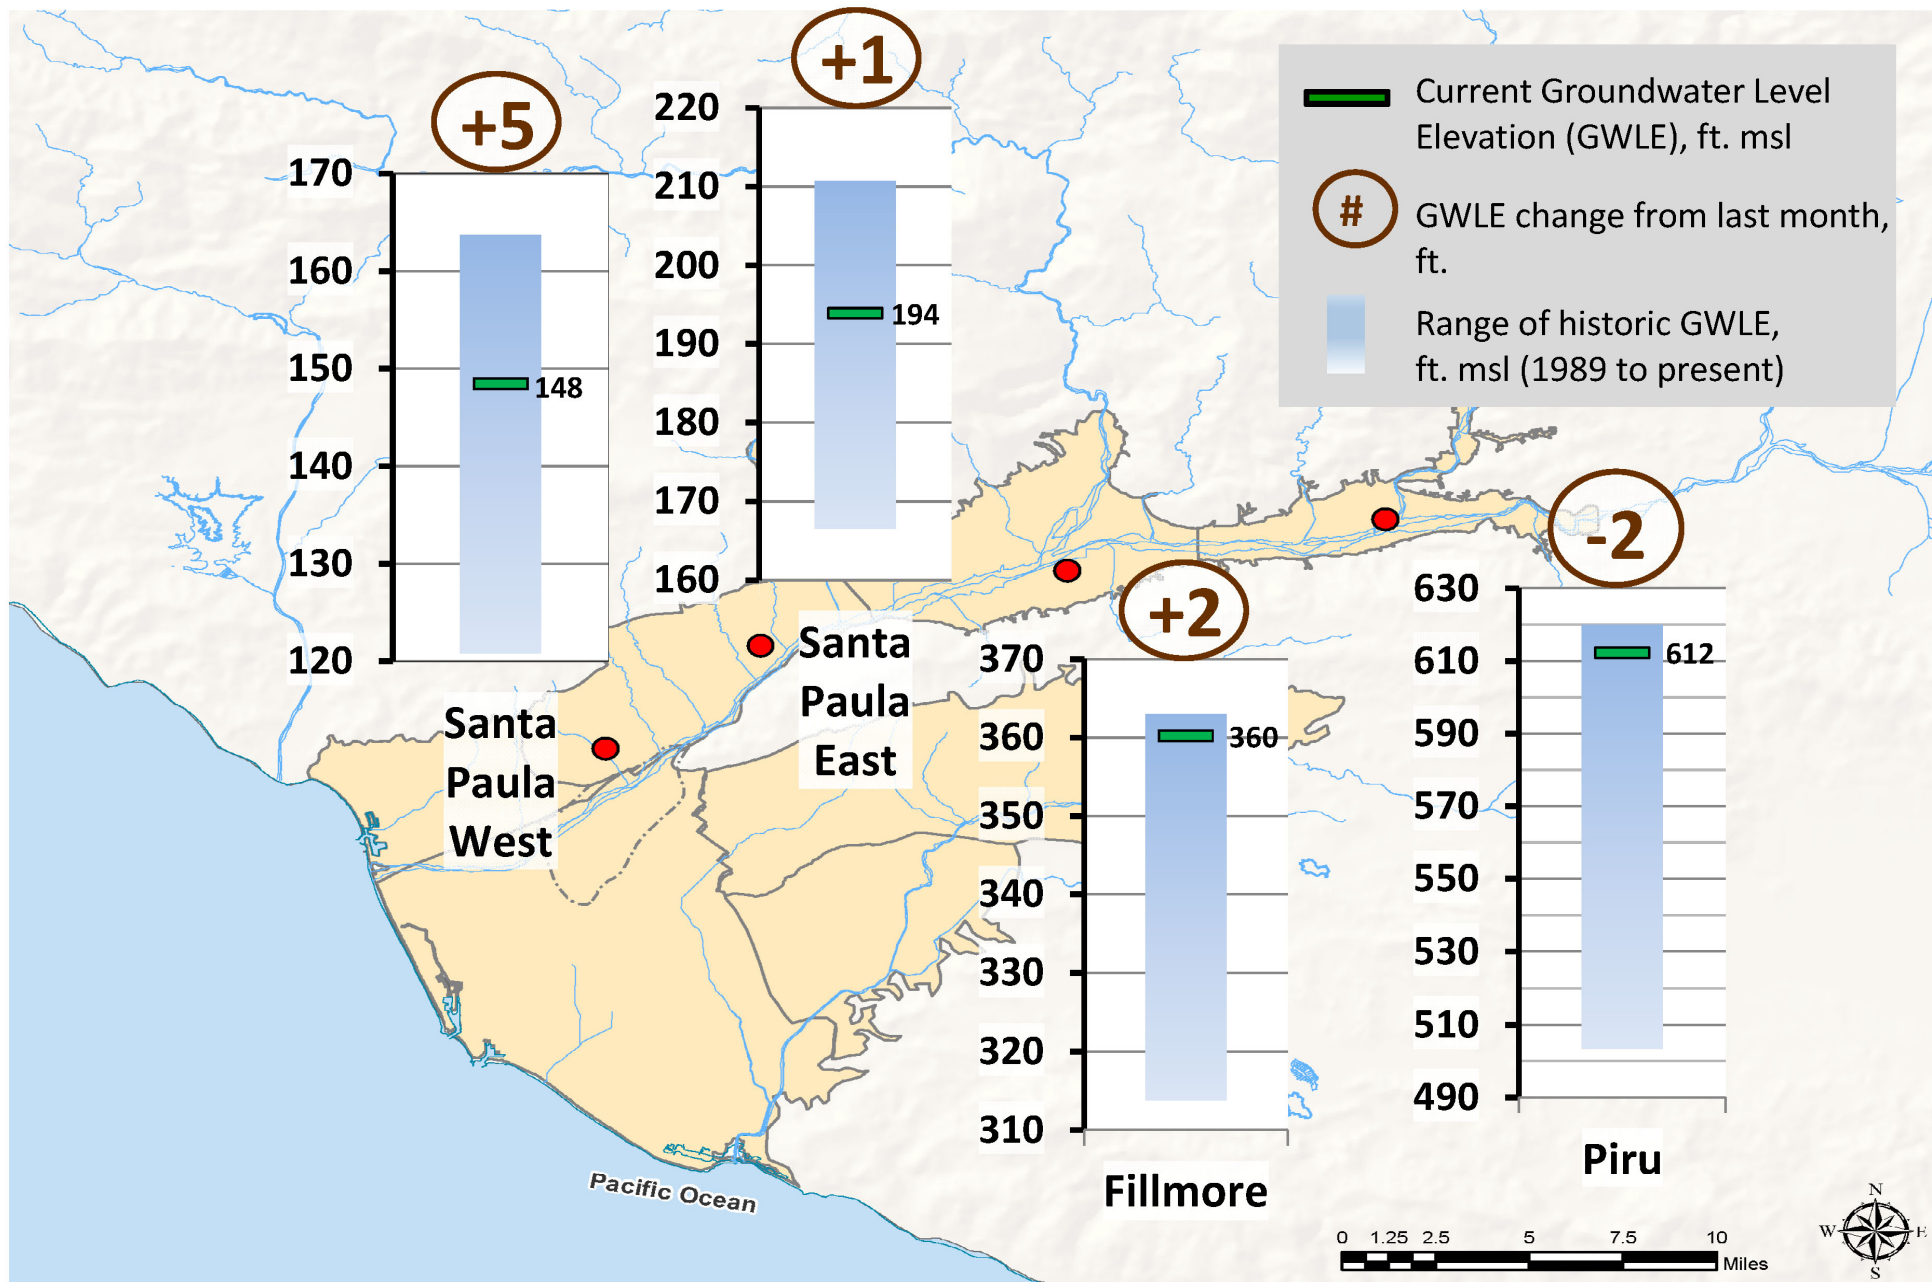 +5
170
160
150
140
130
120
148
Santa
Paula
West
+1
220
210
200
190
180
170
160
194
Santa
Paula
East
Current Groundwater Level
Elevation (GWLE), ft. msl
#
GWLE change from last month,
ft.
Range of historic GWLE,
ft. msl (1989 to present)
+2
370
360
350
340
330
320
310
360
Fillmore
-2
630
610
590
570
550
530
510
490
612
Piru
Pacific Ocean
0 1.25 2.5 5 7.5 10
Miles
N
W E
S